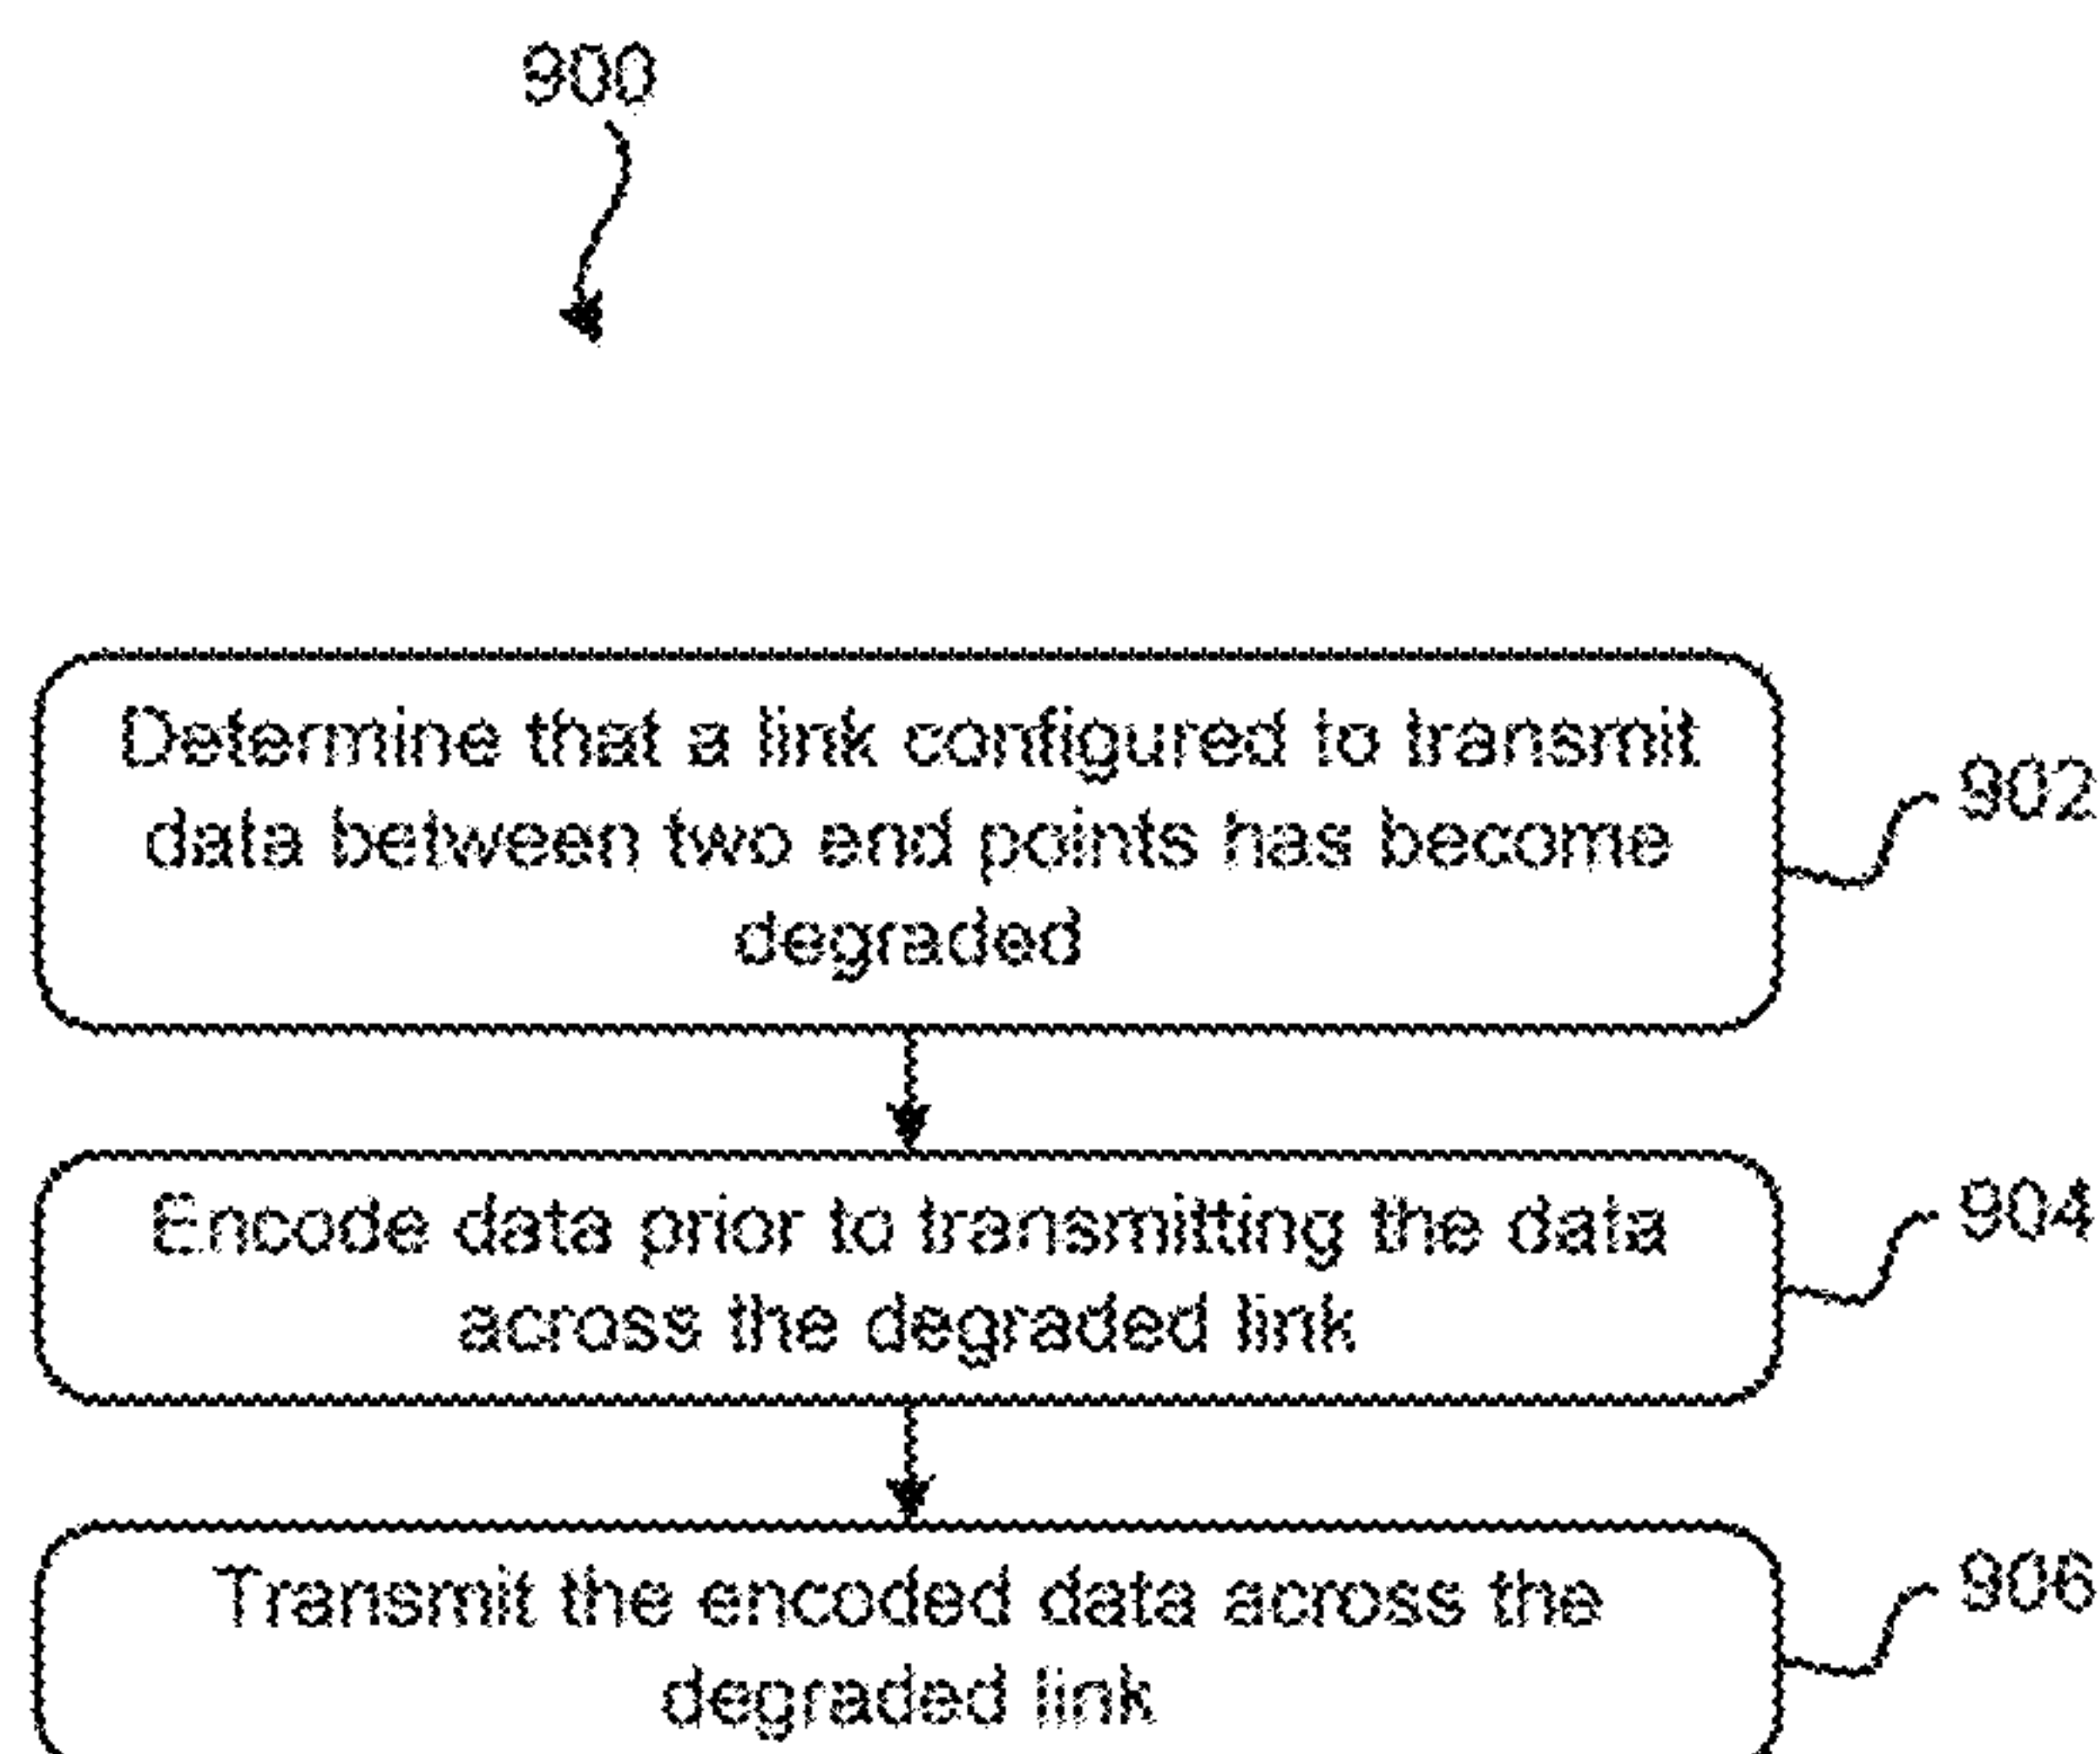 900
Determine that a link configured to transmit
data between two end points has become
degraded
902
Encode data prior to transmitting the data
across the degraded link
904
Transmit the encoded data across the
degraded link
906